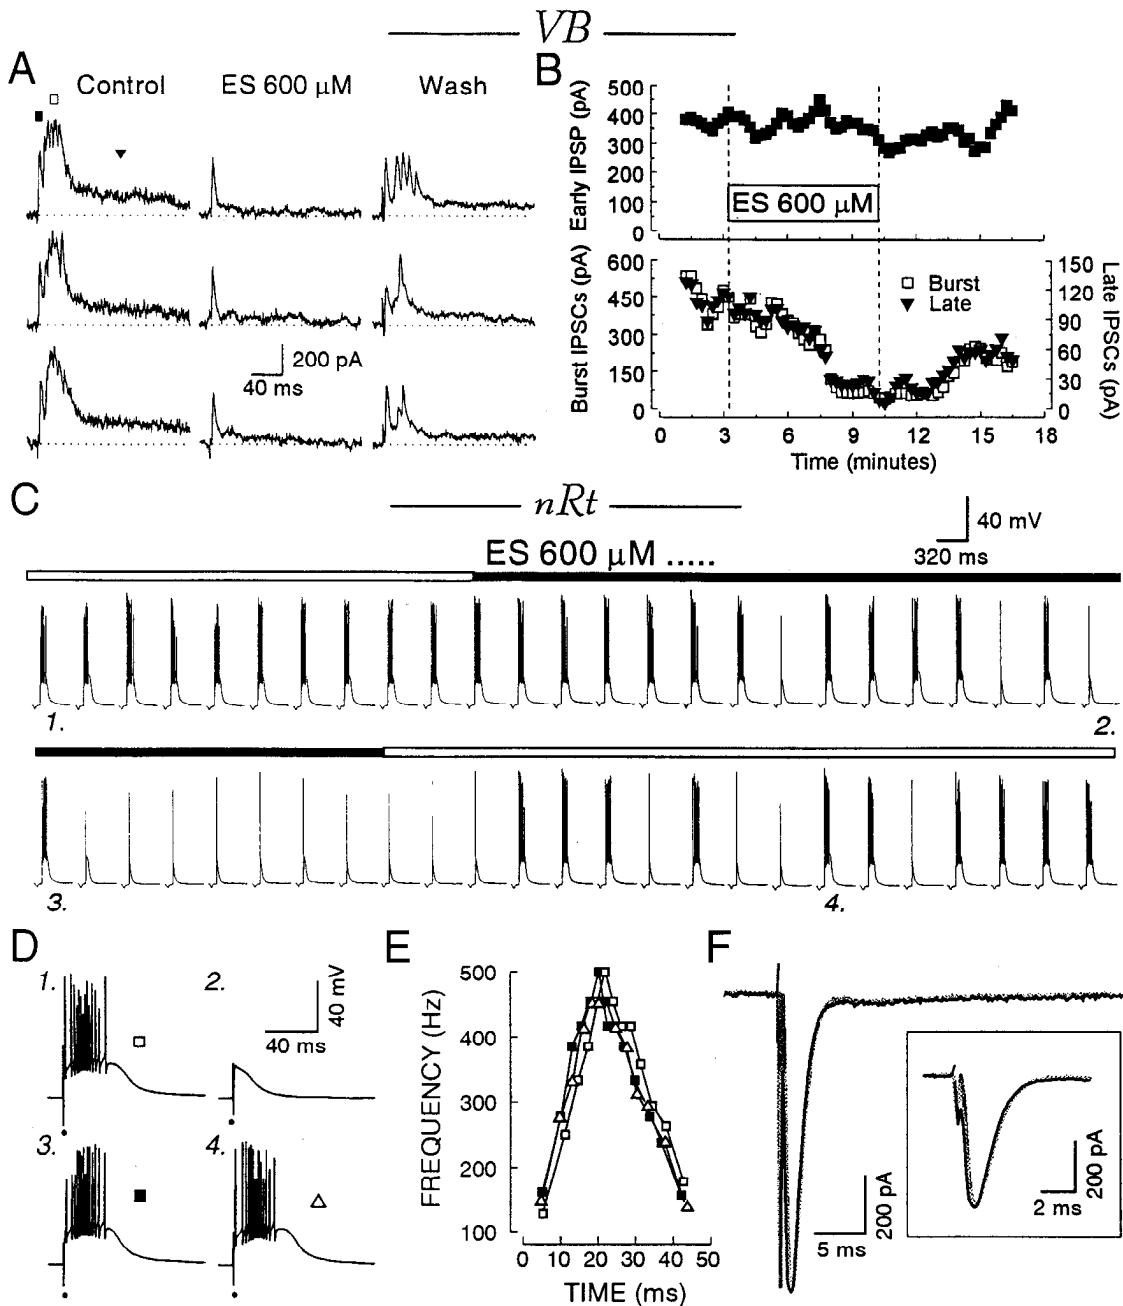 VB
A
Control
ES 600 µM
Wash
200 pA
40 ms
B
Early IPSP (pA)
500
400
300
200
100
0
ES 600 µM
Burst IPSCs (pA)
600
450
300
150
0
Burst
Late
150
120
90
60
30
0
Late IPSCs (pA)
0 3 6 9 12 15 18
Time (minutes)
C
nRt
40 mV
320 ms
ES 600 µM .....
1.
2.
3.
4.
D
1.
2.
40 mV
40 ms
3.
4.
E
FREQUENCY (Hz)
500
400
300
200
100
0 10 20 30 40 50
TIME (ms)
F
200 pA
5 ms
200 pA
2 ms